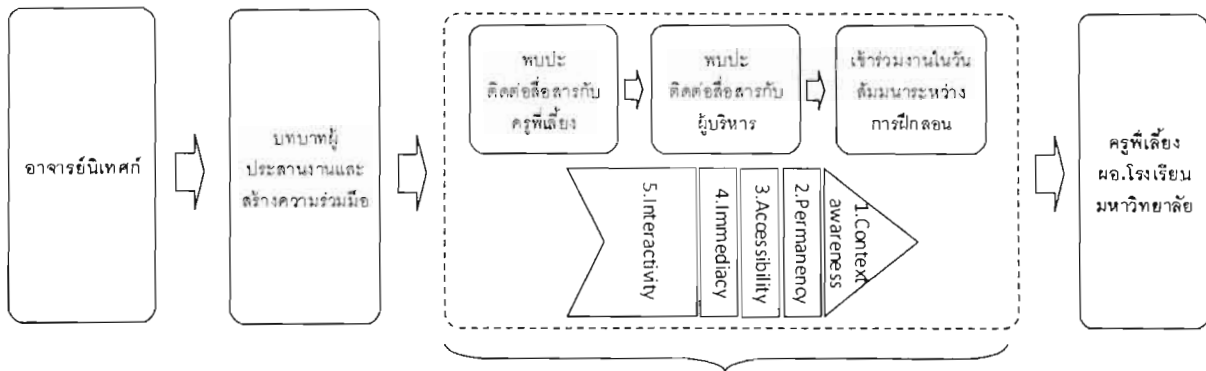 อาจารย์นิเทศก์
บทบาทผู้
ประสานงานและ
สร้างความร่วมมือ
พบปะ
ติดต่อสื่อสารกับ
ครูพี่เลี้ยง
พบปะ
ติดต่อสื่อสารกับ
ผู้บริหาร
เข้าร่วมงานในวัน
สัมมนาระหว่าง
การฝึกสอน
5.Interactivity
4.Immediacy
3.Accessibility
2.Permanency
1.Context
awareness
ครูพี่เลี้ยง
ผอ.โรงเรียน
มหาวิทยาลัย